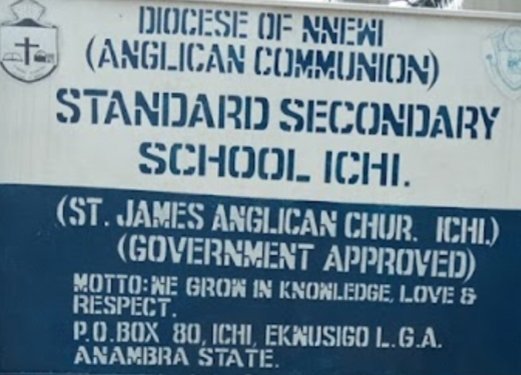 DIOCESE OF NNEWI
(ANGLICAN COMMUNION)
STANDARD SECONDARY
SCHOOL ICHI.
(ST. JAMES ANGLICAN CHUR. ICHI.)
(GOVERNMENT APPROVED)
MOTTO: WE GROW IN KNOWLEDGE, LOVE &
RESPECT.
P.O.BOX 80, ICHI, EKWUSIGO L.G.A.
ANAMBRA STATE.